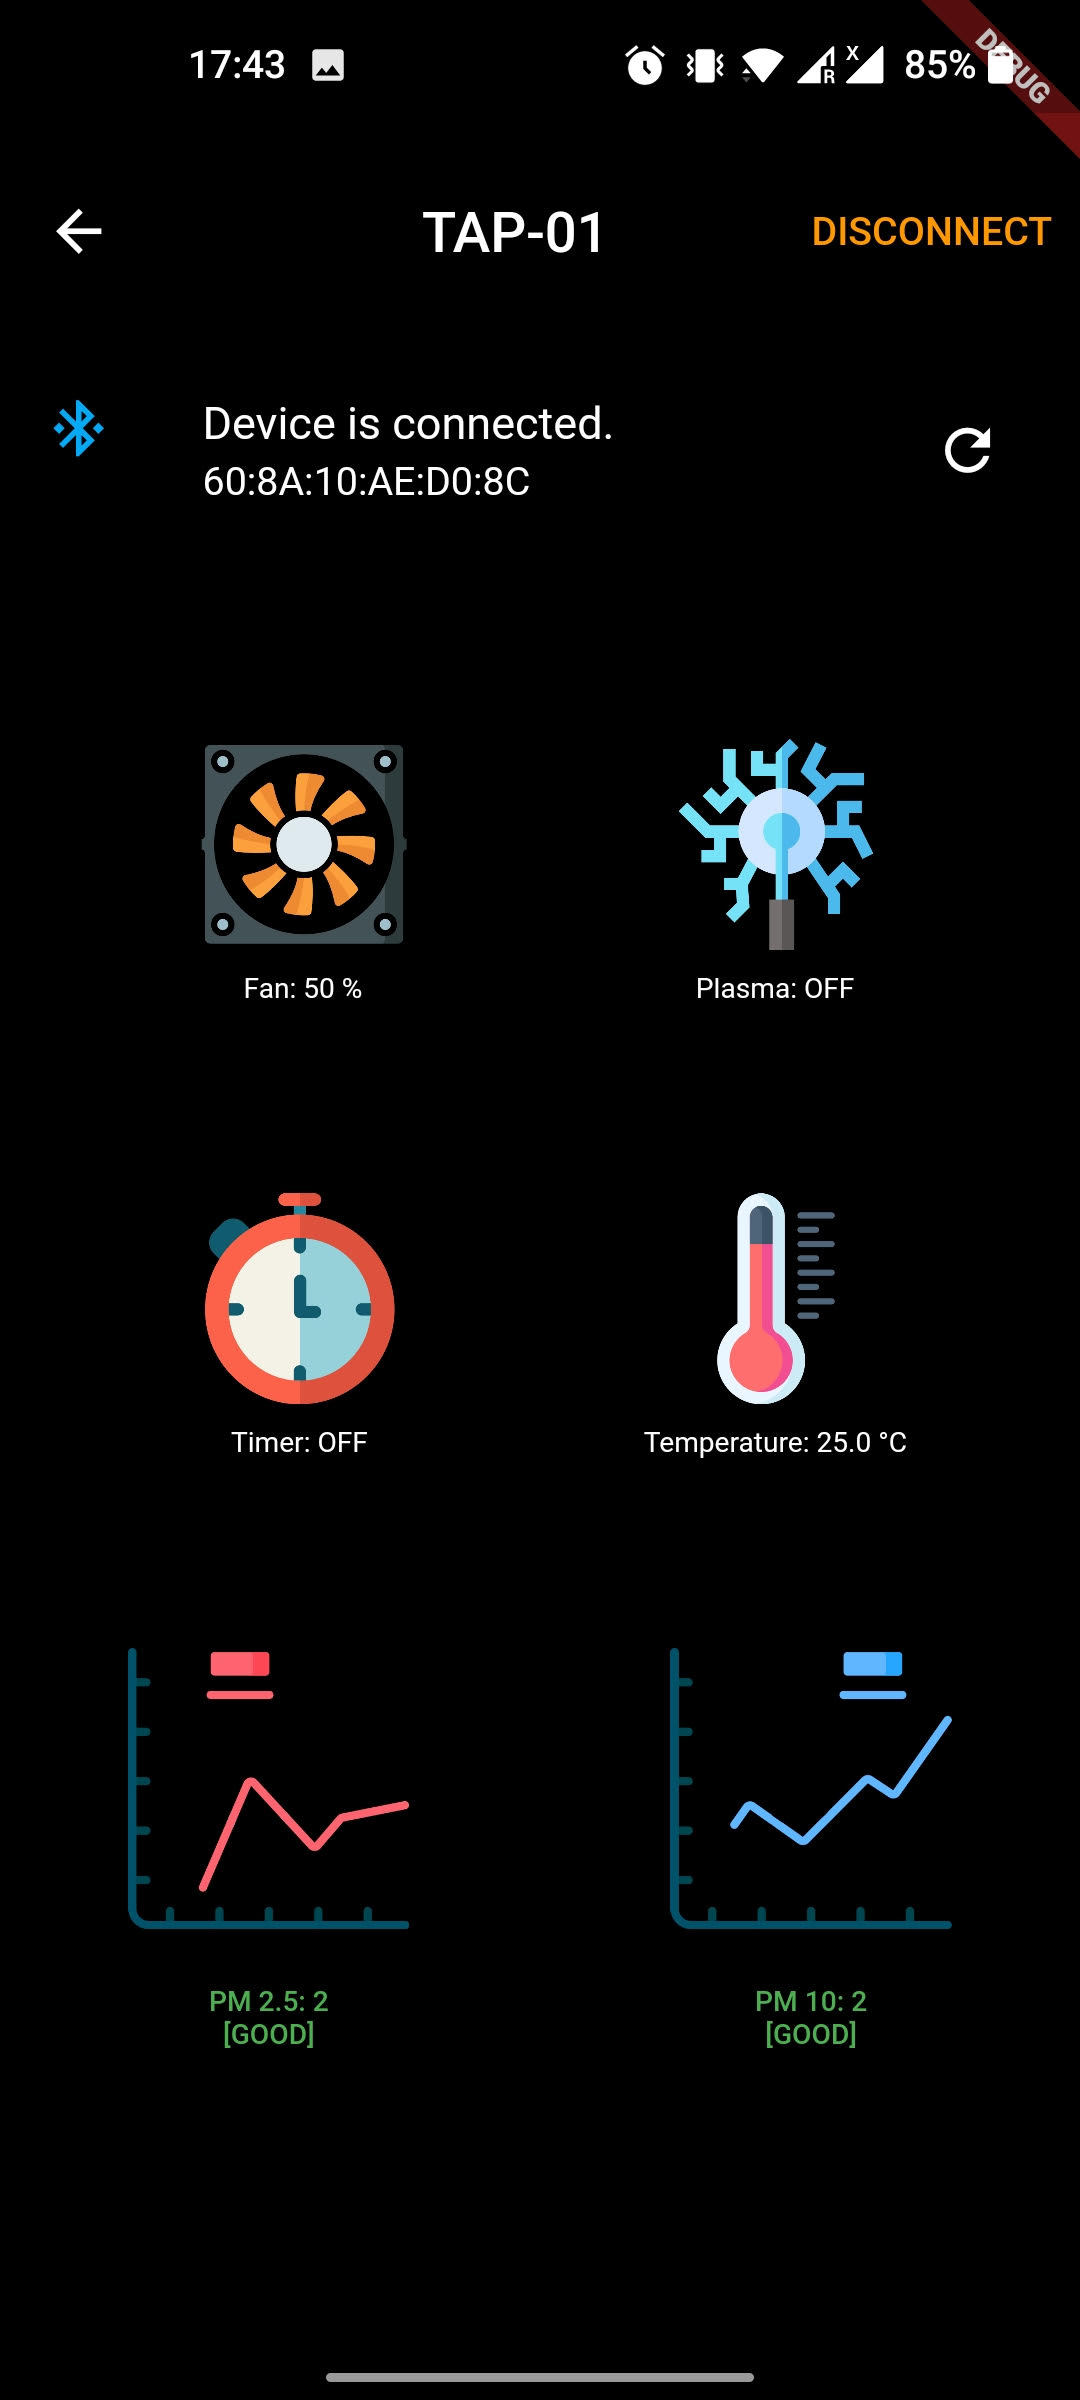 17:43
R
X
85%
DEBUG
TAP-01
DISCONNECT
Device is connected.
60:8A:10:AE:D0:8C
Fan: 50 %
Plasma: OFF
Timer: OFF
Temperature: 25.0 °C
PM 2.5: 2
[GOOD]
PM 10: 2
[GOOD]